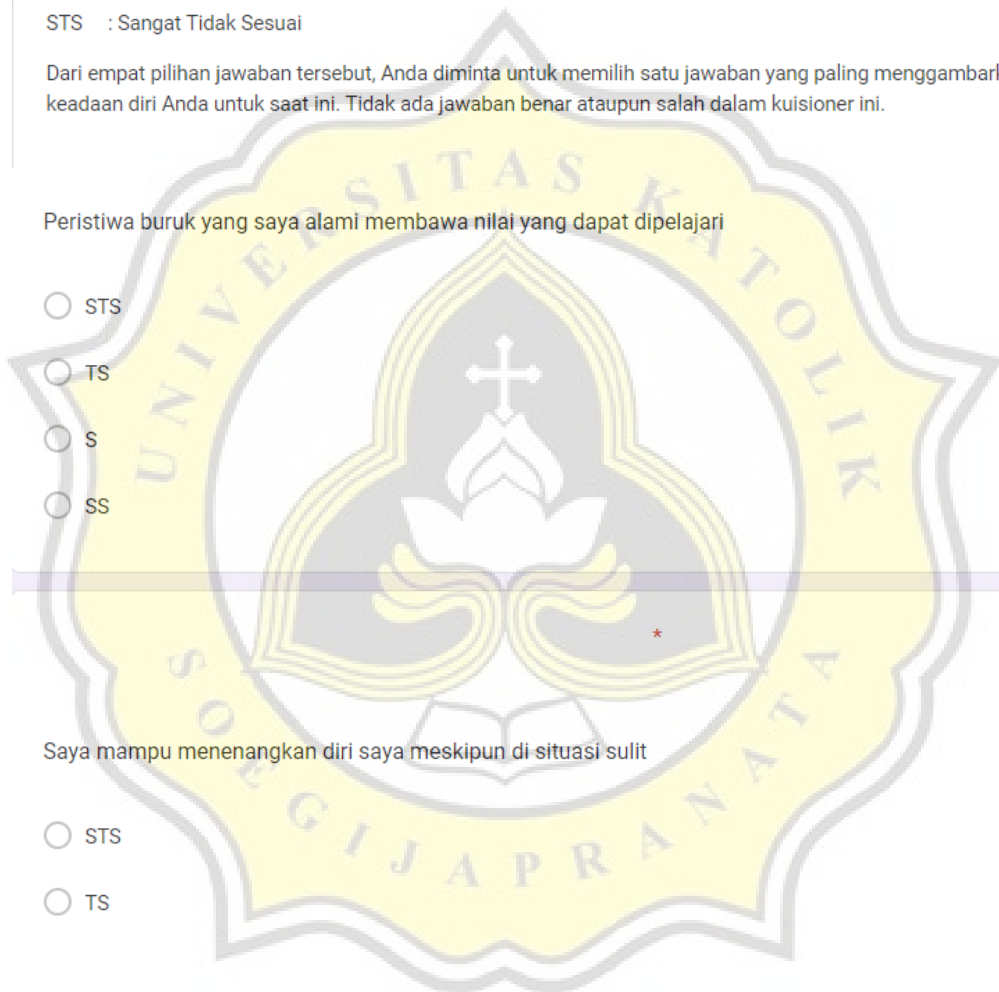 STS : Sangat Tidak Sesuai
Dari empat pilihan jawaban tersebut, Anda diminta untuk memilih satu jawaban yang paling
keadaan diri Anda untuk saat ini. Tidak ada jawaban benar ataupun salah dalam kuisioner ini.
UNIVERSITAS KATOLIK
Peristiwa buruk yang saya alami membawa nilai yang dapat dipelajari
STS
TS
S
SS
*
Saya mampu menenangkan diri saya meskipun di situasi sulit
STS
TS
SOEGIJAPRANATA